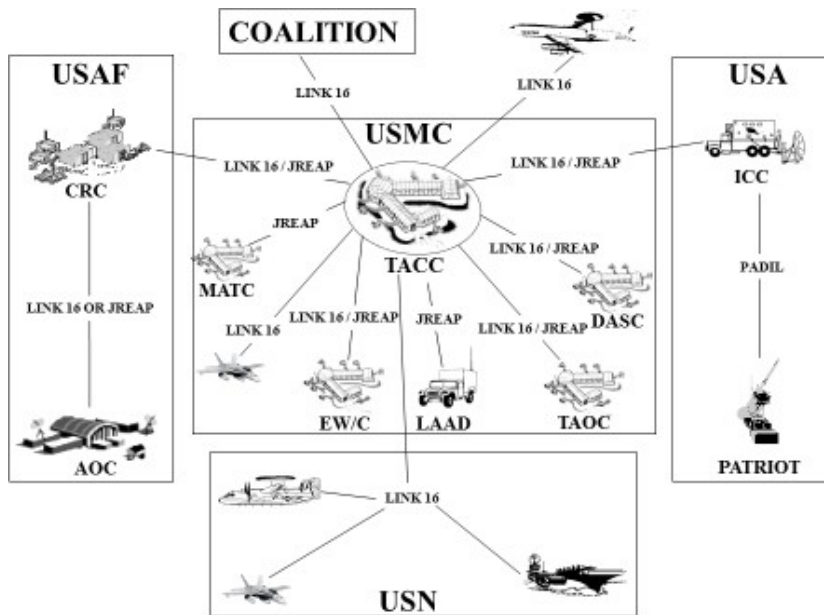 COALITION
USAF
USA
LINK 16
LINK 16
USMC
LINK 16 / JREAP
LINK 16 / JREAP
CRC
ICC
JREAP
LINK 16 / JREAP
TACC
MATC
PADIL
DASC
LINK 16 OR JREAP
LINK 16
LINK 16 / JREAP
JREAP
LINK 16 / JREAP
EW/C
LAAD
TAOC
AOC
PATRIOT
LINK 16
USN